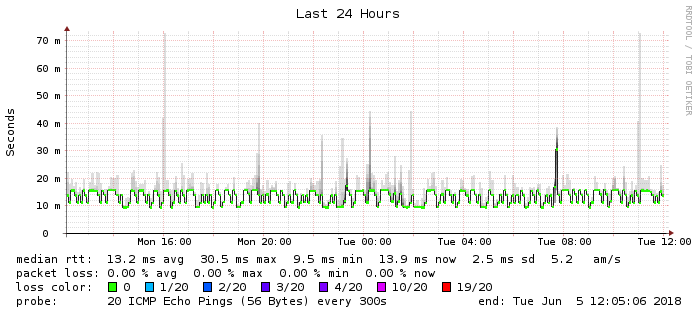 Last 24 Hours
RRDTOOL / TOBI OETIKER
Seconds
70 m
60 m
50 m
40 m
30 m
20 m
10 m
0
Mon 16:00 Mon 20:00 Tue 00:00 Tue 04:00 Tue 08:00 Tue 12:00
median rtt: 13.2 ms avg 30.5 ms max 9.5 ms min 13.9 ms now 2.5 ms sd 5.2 am/s
packet loss: 0.00 % avg 0.00 % max 0.00 % min 0.00 % now
loss color: 0 1/20 2/20 3/20 4/20 10/20 19/20
probe: 20 ICMP Echo Pings (56 Bytes) every 300s end: Tue Jun 5 12:05:06 2018